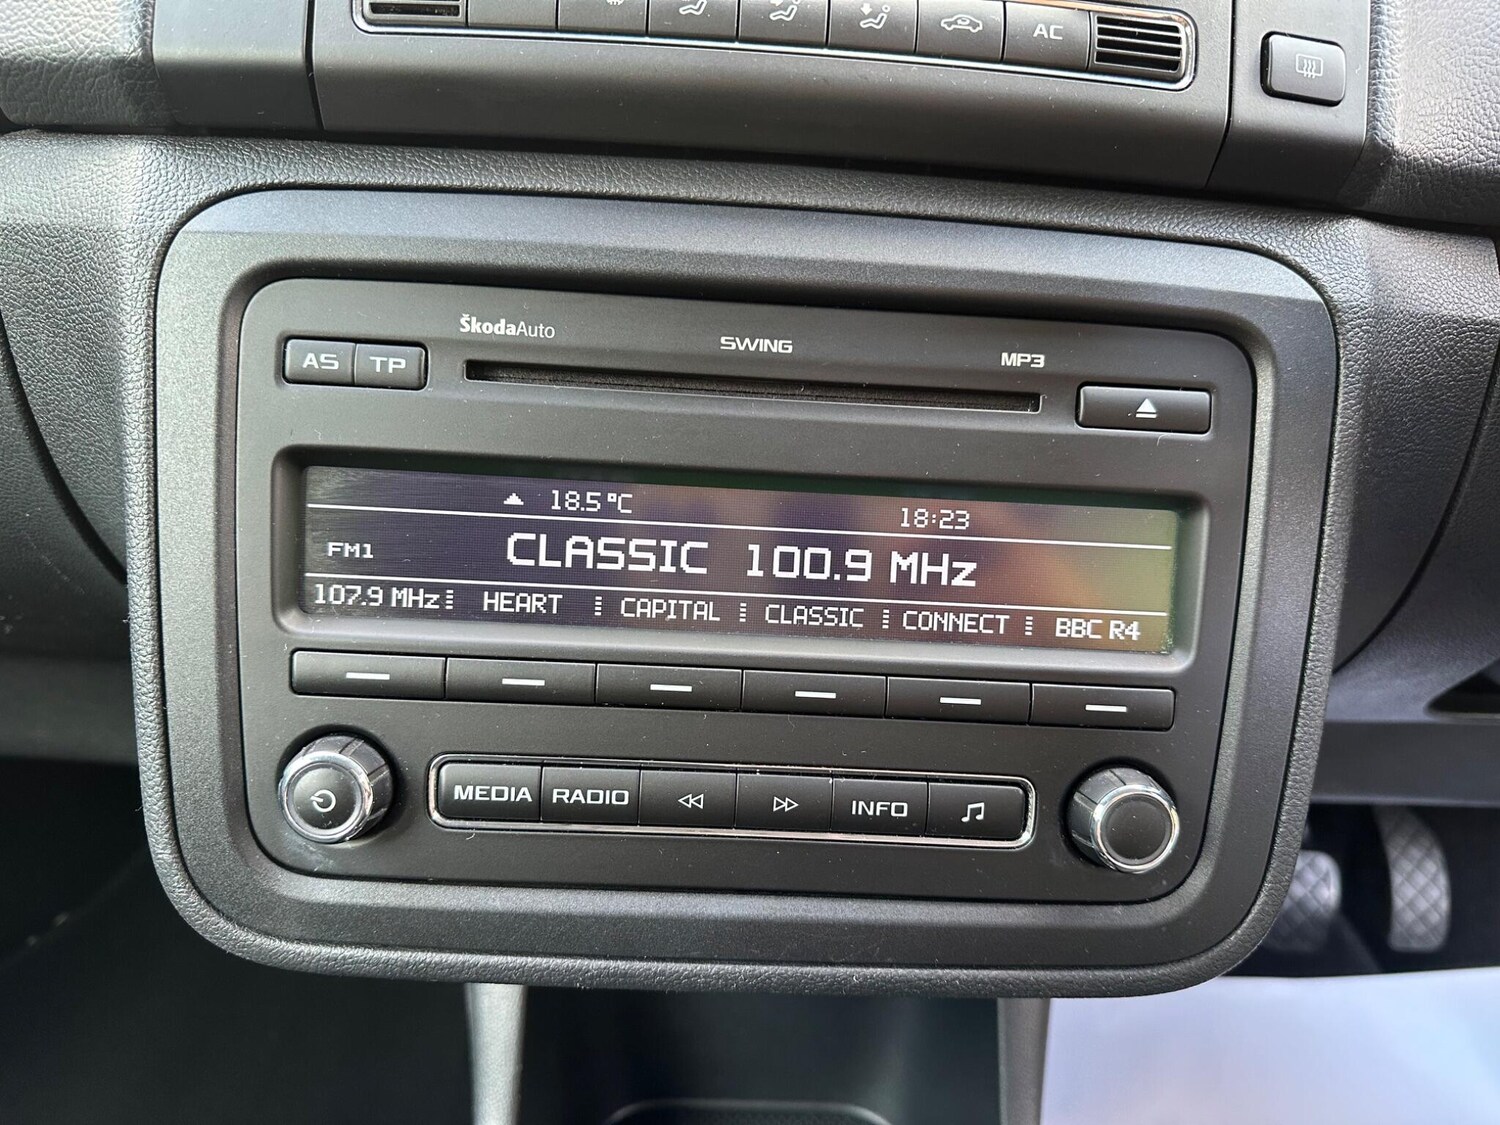 AC
ŠkodaAuto SWING MP3
AS TP
18.5°C 18:23
FM1 CLASSIC 100.9 MHz
107.9 MHz HEART CAPITAL CLASSIC CONNECT BBC R4
MEDIA RADIO INFO